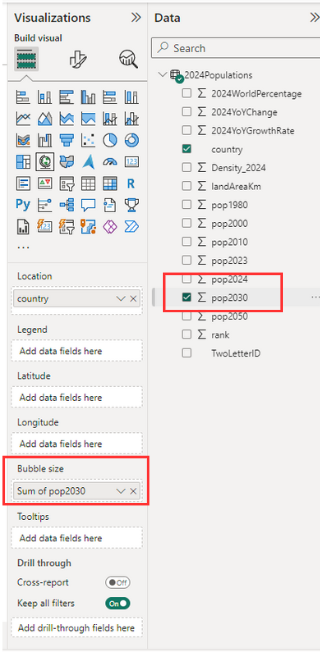 Visualizations
Build visual
R
Py
...
Location
country
Legend
Add data fields here
Latitude
Add data fields here
Longitude
Add data fields here
Bubble size
Sum of pop2030
Tooltips
Add data fields here
Drill through
Cross-report
Off
Keep all filters
On
Add drill-through fields here
Data
Search
2024Populations
2024WorldPercentage
2024YoYChange
2024YoYGrowthRate
country
Density_2024
landAreaKm
pop1980
pop2000
pop2010
pop2023
pop2024
pop2030
pop2050
rank
TwoLetterID